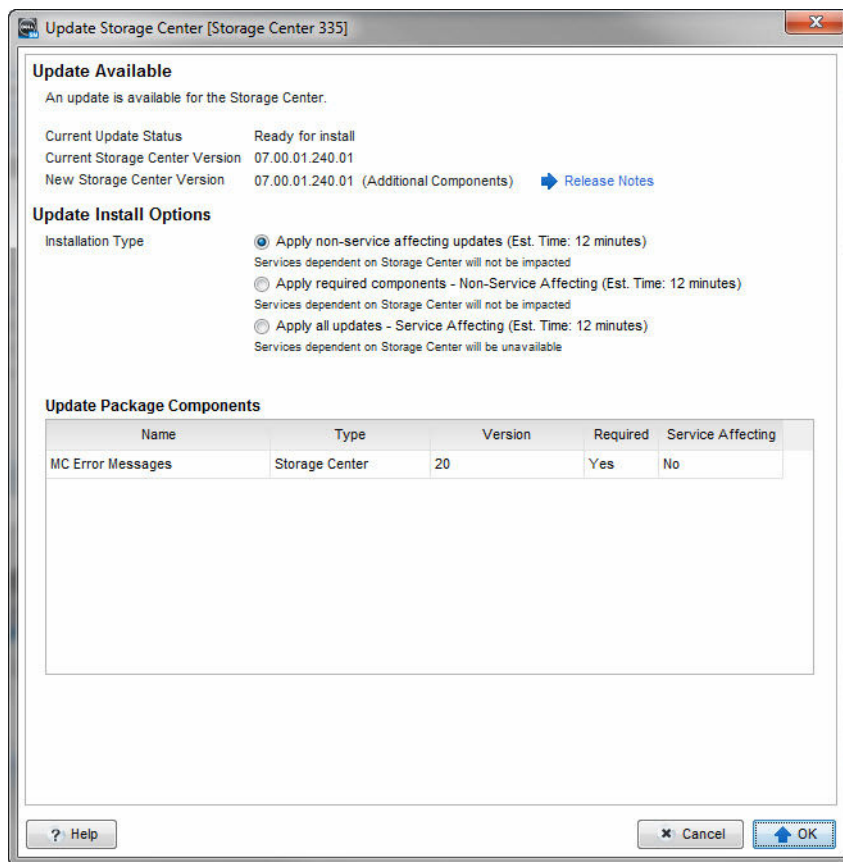 Update Storage Center [Storage Center 335]
Update Available
An update is available for the Storage Center.
Current Update Status Ready for install
Current Storage Center Version 07.00.01.240.01
New Storage Center Version 07.00.01.240.01 (Additional Components) Release Notes
Update Install Options
Installation Type Apply non-service affecting updates (Est. Time: 12 minutes)
Services dependent on Storage Center will not be impacted
Apply required components - Non-Service Affecting (Est. Time: 12 minutes)
Services dependent on Storage Center will not be impacted
Apply all updates - Service Affecting (Est. Time: 12 minutes)
Services dependent on Storage Center will be unavailable
Update Package Components
Name Type Version Required Service Affecting
MC Error Messages Storage Center 20 Yes No
? Help Cancel OK